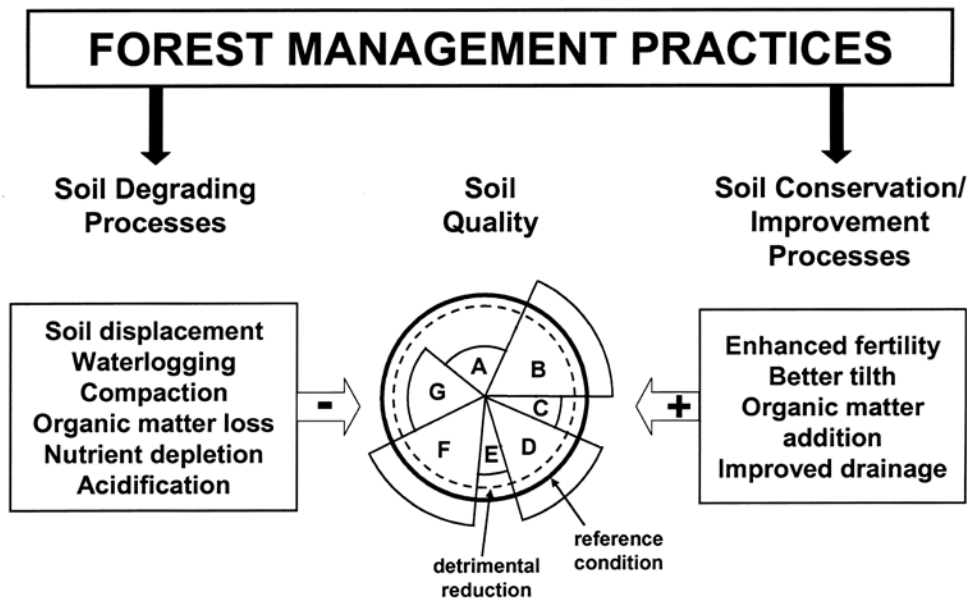 FOREST MANAGEMENT PRACTICES
Soil Degrading
Processes
Soil
Quality
Soil Conservation/
Improvement
Processes
Soil displacement
Waterlogging
Compaction
Organic matter loss
Nutrient depletion
Acidification
-
A
B
C
D
E
F
G
+
Enhanced fertility
Better tilth
Organic matter
addition
Improved drainage
detrimental
reduction
reference
condition